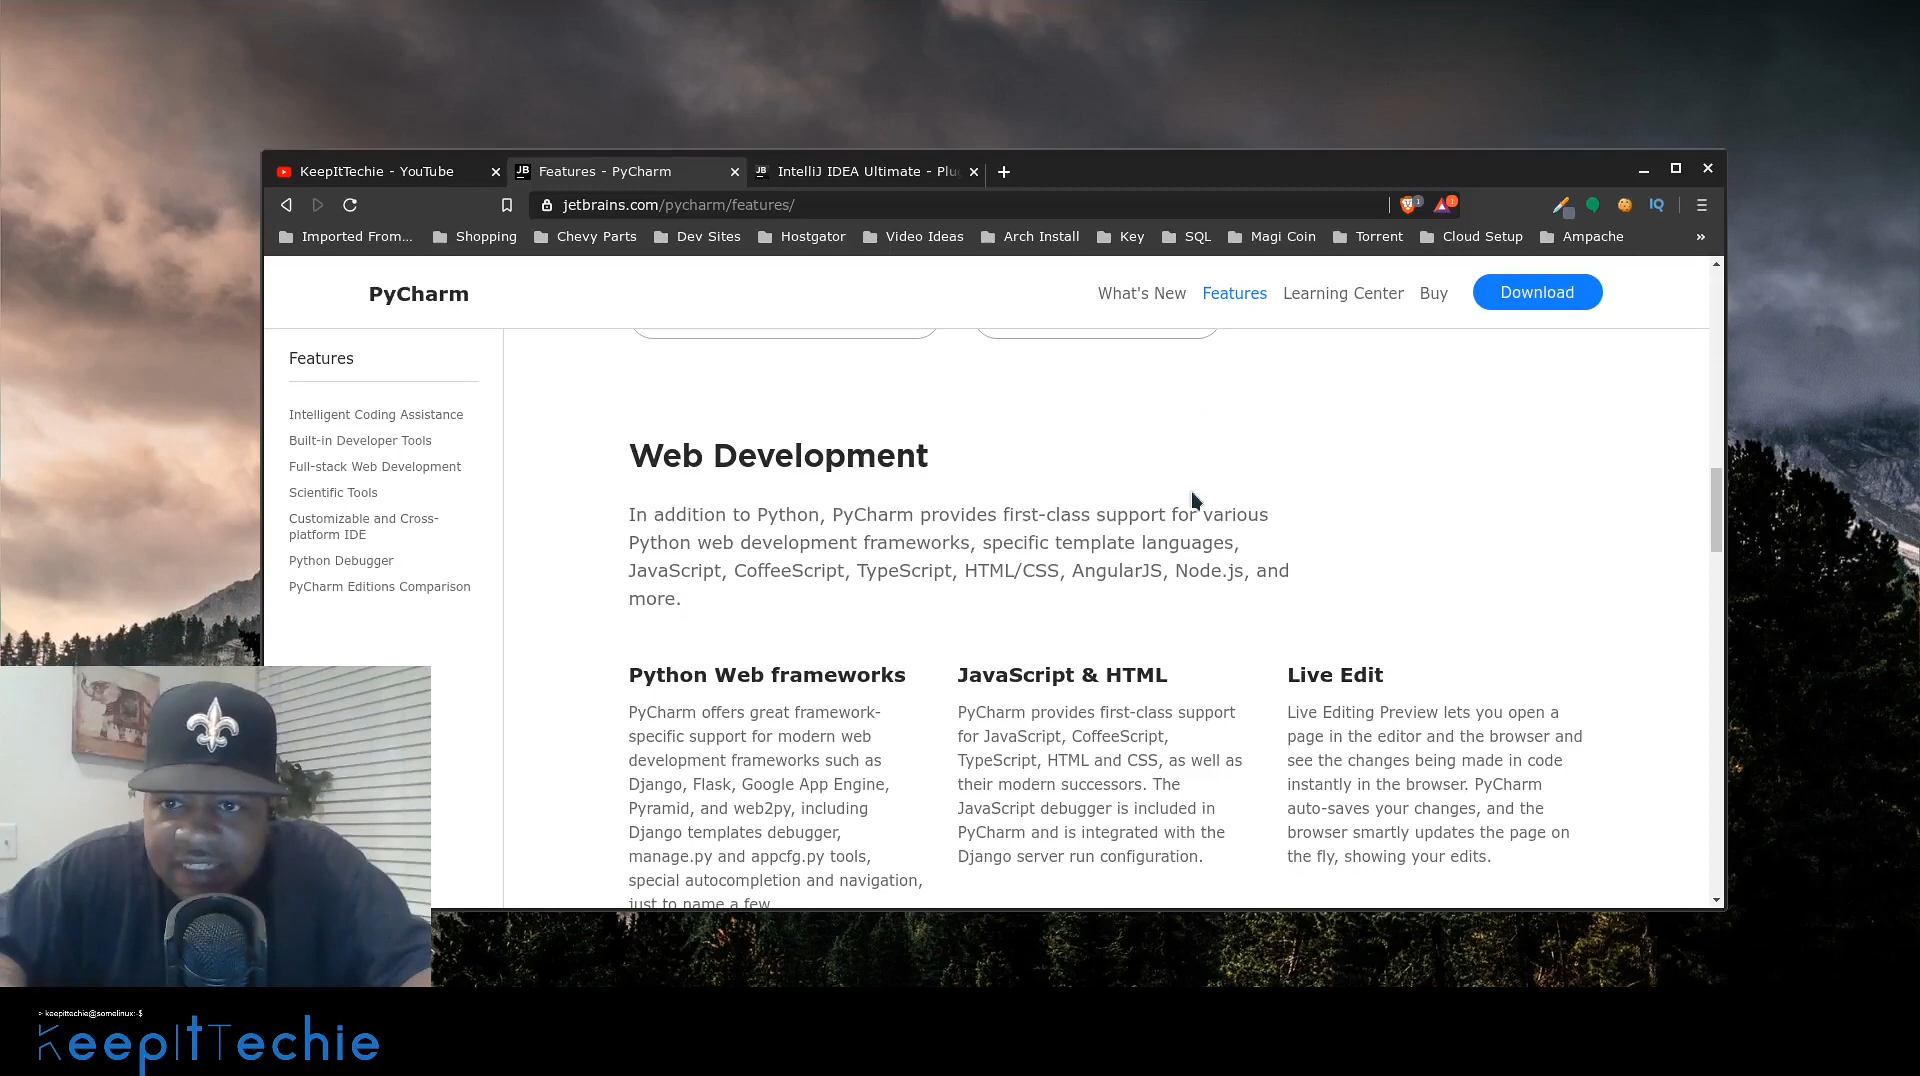 KeepItTechie - YouTube
JB Features - PyCharm
JB IntelliJ IDEA Ultimate - Plu
jetbrains.com/pycharm/features/
1
1
IQ
Imported From...
Shopping
Chevy Parts
Dev Sites
Hostgator
Video Ideas
Arch Install
Key
SQL
Magi Coin
Torrent
Cloud Setup
Ampache
»
PyCharm
What's New
Features
Learning Center
Buy
Download
Features
Intelligent Coding Assistance
Built-in Developer Tools
Full-stack Web Development
Scientific Tools
Customizable and Cross-
platform IDE
Python Debugger
PyCharm Editions Comparison
Web Development
In addition to Python, PyCharm provides first-class support for various
Python web development frameworks, specific template languages,
JavaScript, CoffeeScript, TypeScript, HTML/CSS, AngularJS, Node.js, and
more.
Python Web frameworks
PyCharm offers great framework-
specific support for modern web
development frameworks such as
Django, Flask, Google App Engine,
Pyramid, and web2py, including
Django templates debugger,
manage.py and appcfg.py tools,
special autocompletion and navigation,
just to name a few
JavaScript & HTML
PyCharm provides first-class support
for JavaScript, CoffeeScript,
TypeScript, HTML and CSS, as well as
their modern successors. The
JavaScript debugger is included in
PyCharm and is integrated with the
Django server run configuration.
Live Edit
Live Editing Preview lets you open a
page in the editor and the browser and
see the changes being made in code
instantly in the browser. PyCharm
auto-saves your changes, and the
browser smartly updates the page on
the fly, showing your edits.
> keepittechie@somelinux:-$
KeepItTechie